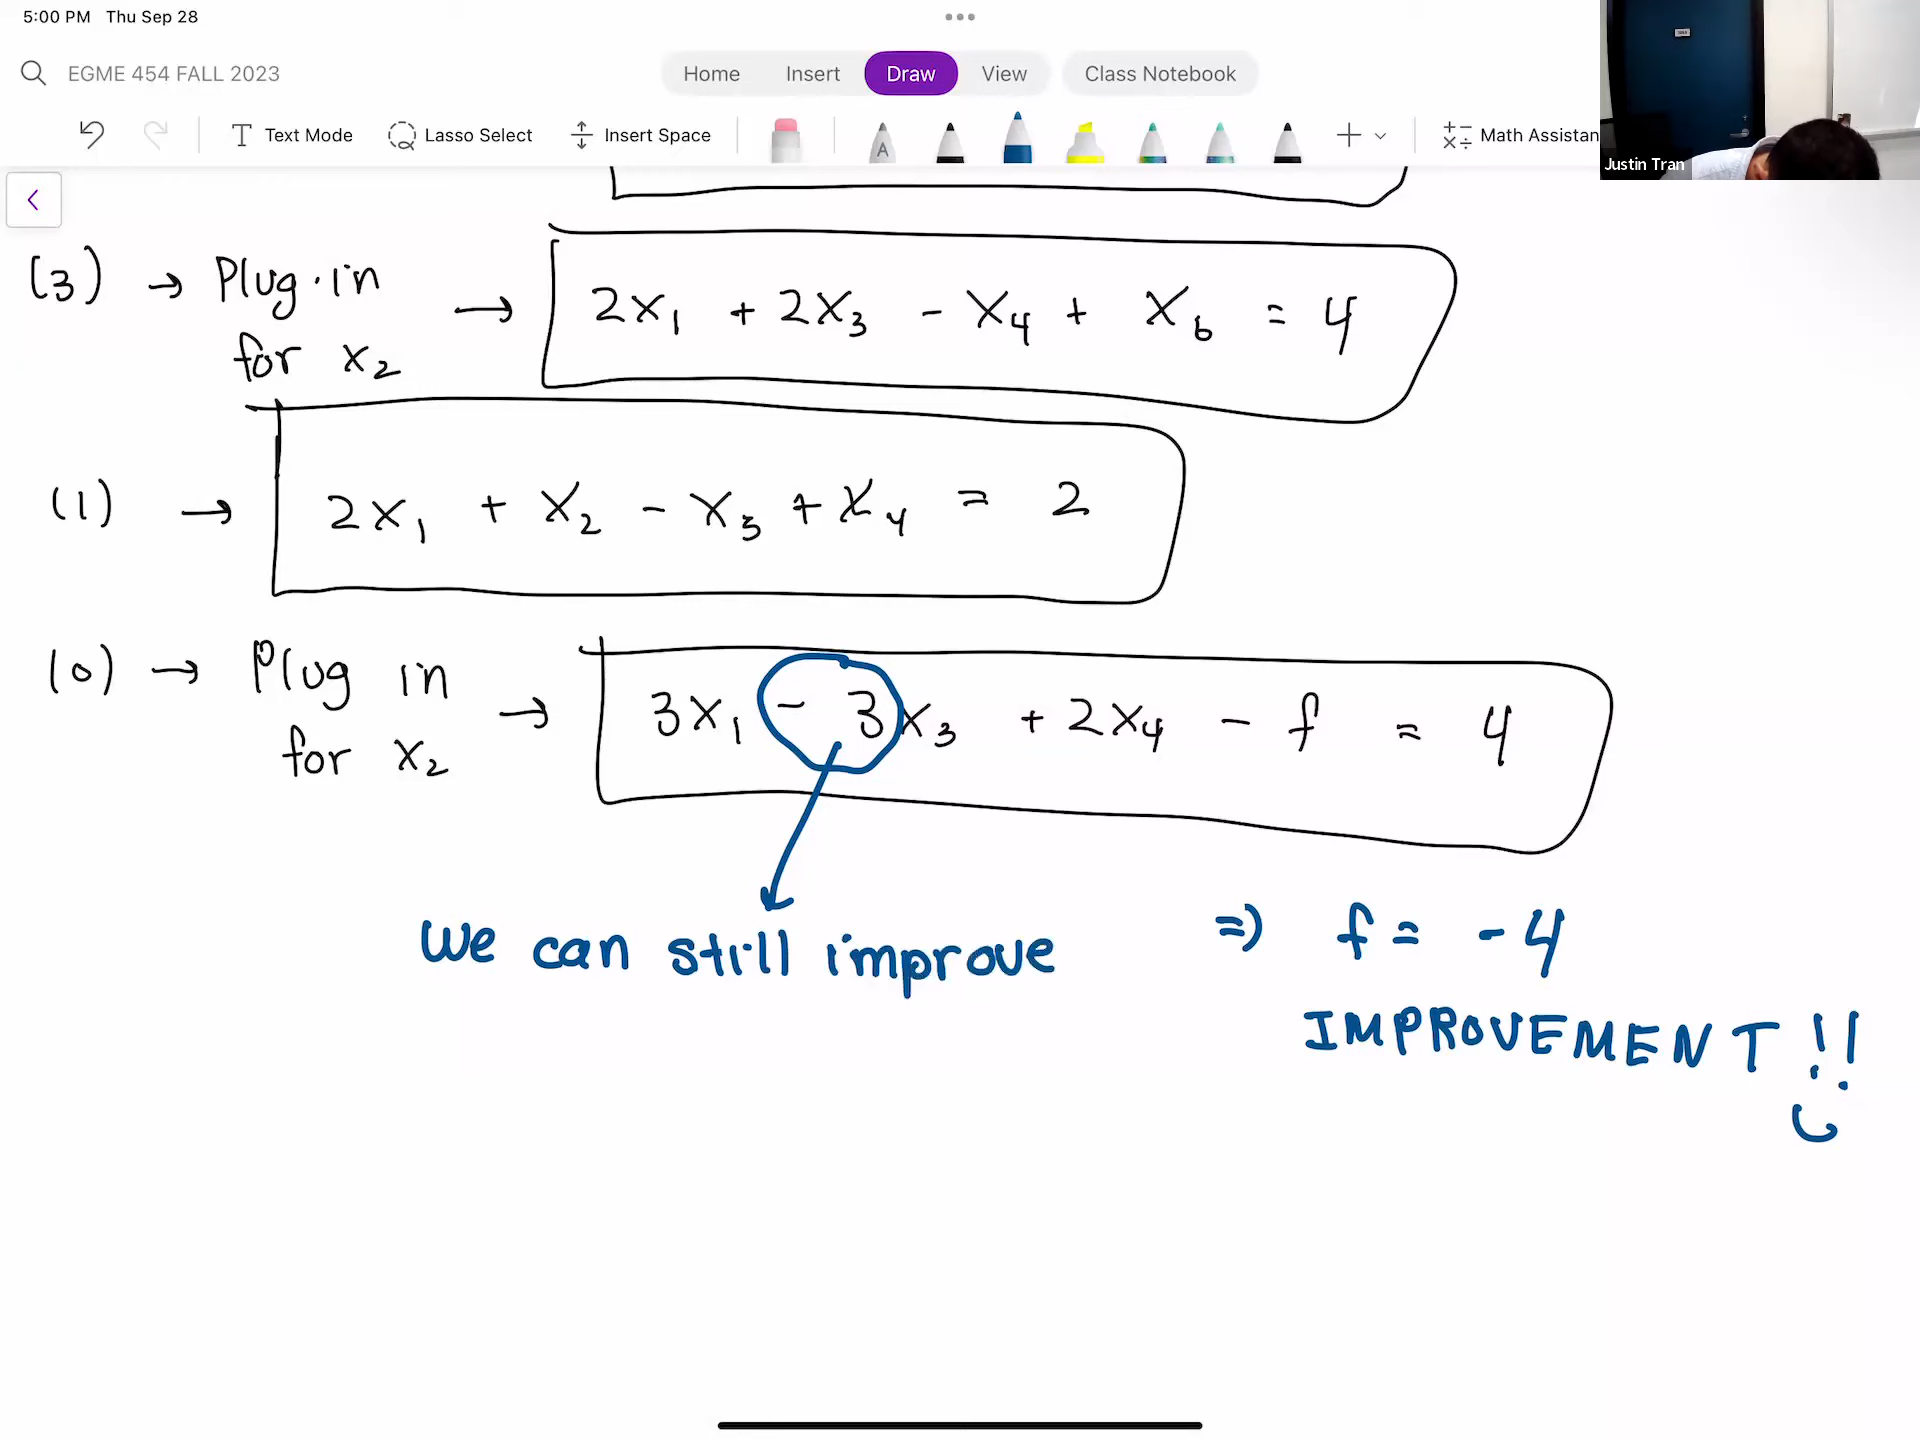 5:00 PM Thu Sep 28
EGME 454 FALL 2023
Home Insert Draw View Class Notebook
Text Mode Lasso Select Insert Space Math Assistan
Justin Tran
(3) → Plug in for x₂ → 2x₁ + 2x₃ - x₄ + x₆ = 4
(1) → 2x₁ + x₂ - x₃ + x₄ = 2
(0) → Plug in for x₂ → 3x₁ - 3x₃ + 2x₄ - f = 4
we can still improve
⇒ f = -4
IMPROVEMENT !!